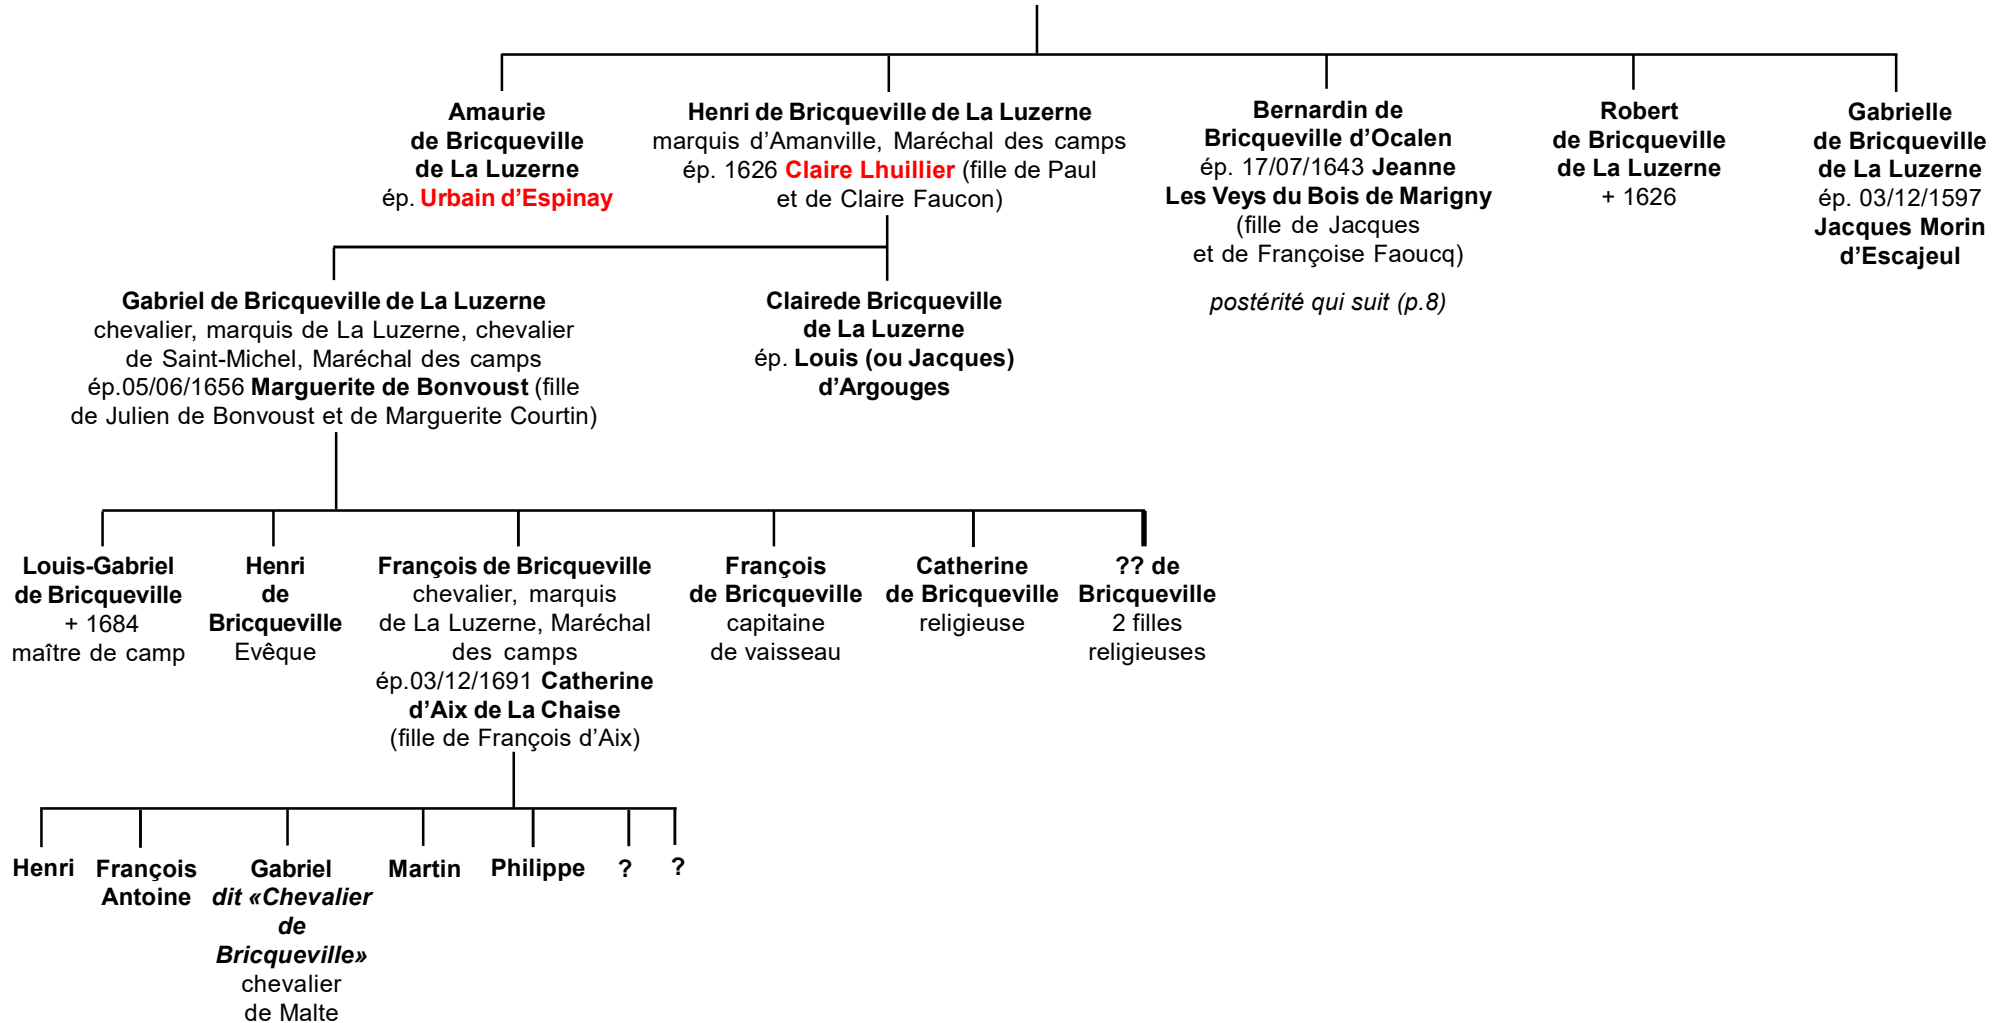 Amaurie
de Bricqueville
de La Luzerne
ép. Urbain d’Espinay
Henri de Bricqueville de La Luzerne
marquis d’Amanville, Maréchal des camps
ép. 1626 Claire Lhuillier (fille de Paul
et de Claire Faucon)
Bernardin de
Bricqueville d’Ocalen
ép. 17/07/1643 Jeanne
Les Veys du Bois de Marigny
(fille de Jacques
et de Françoise Faoucq)
postérité qui suit (p.8)
Robert
de Bricqueville
de La Luzerne
+ 1626
Gabrielle
de Bricqueville
de La Luzerne
ép. 03/12/1597
Jacques Morin
d’Escajeul
Gabriel de Bricqueville de La Luzerne
chevalier, marquis de La Luzerne, chevalier
de Saint-Michel, Maréchal des camps
ép.05/06/1656 Marguerite de Bonvoust (fille
de Julien de Bonvoust et de Marguerite Courtin)
Clairede Bricqueville
de La Luzerne
ép. Louis (ou Jacques)
d’Argouges
Louis-Gabriel
de Bricqueville
+ 1684
maître de camp
Henri
de
Bricqueville
Evêque
François de Bricqueville
chevalier, marquis
de La Luzerne, Maréchal
des camps
ép.03/12/1691 Catherine
d’Aix de La Chaise
(fille de François d’Aix)
François
de Bricqueville
capitaine
de vaisseau
Catherine
de Bricqueville
religieuse
?? de
Bricqueville
2 filles
religieuses
Henri
François
Antoine
Gabriel
dit «Chevalier
de
Bricqueville»
chevalier
de Malte
Martin
Philippe
?
?